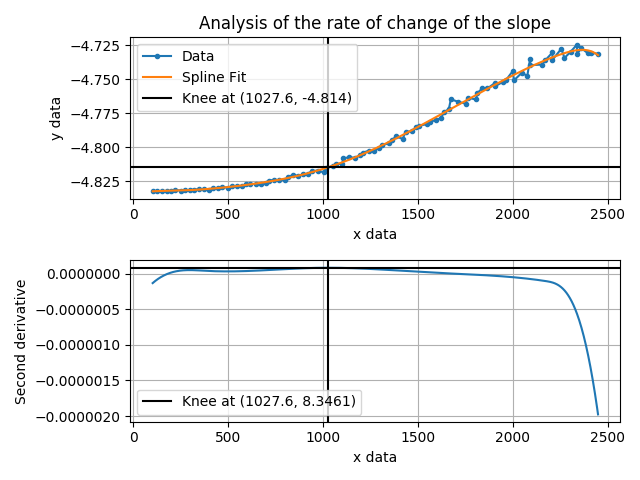 Analysis of the rate of change of the slope
−4.725
−4.750
−4.775
−4.800
−4.825
y data
Data
Spline Fit
Knee at (1027.6, -4.814)
0
500
1000
1500
2000
2500
x data
0.0000000
−0.0000005
−0.0000010
−0.0000015
−0.0000020
Second derivative
Knee at (1027.6, 8.3461)
0
500
1000
1500
2000
2500
x data